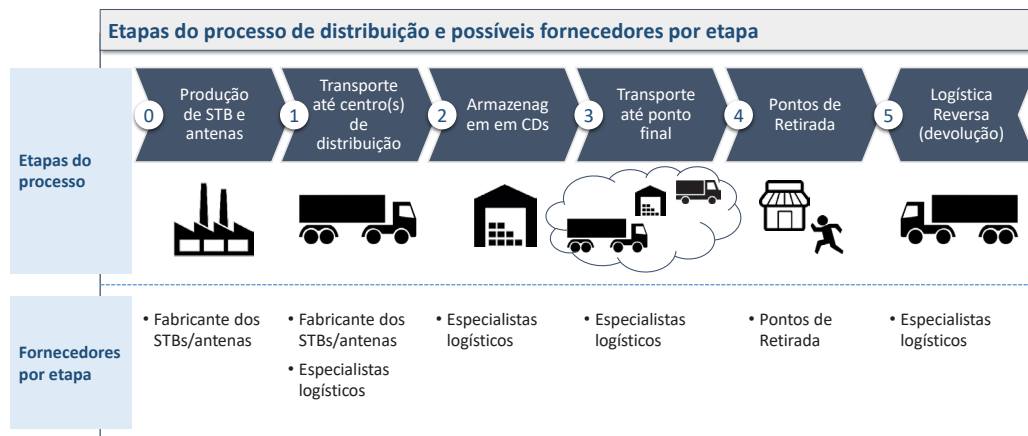 Etapas do processo de distribuição e possíveis fornecedores por etapa
Etapas do
processo
0
Produção
de STB e
antenas
1
Transporte
até centro(s)
de
distribuição
2
Armazenag
em em CDs
3
Transporte
até ponto
final
4
Pontos de
Retirada
5
Logística
Reversa
(devolução)
Fornecedores
por etapa
• Fabricante dos
STBs/antenas
• Fabricante dos
STBs/antenas
• Especialistas
logísticos
• Especialistas
logísticos
• Especialistas
logísticos
• Pontos de
Retirada
• Especialistas
logísticos